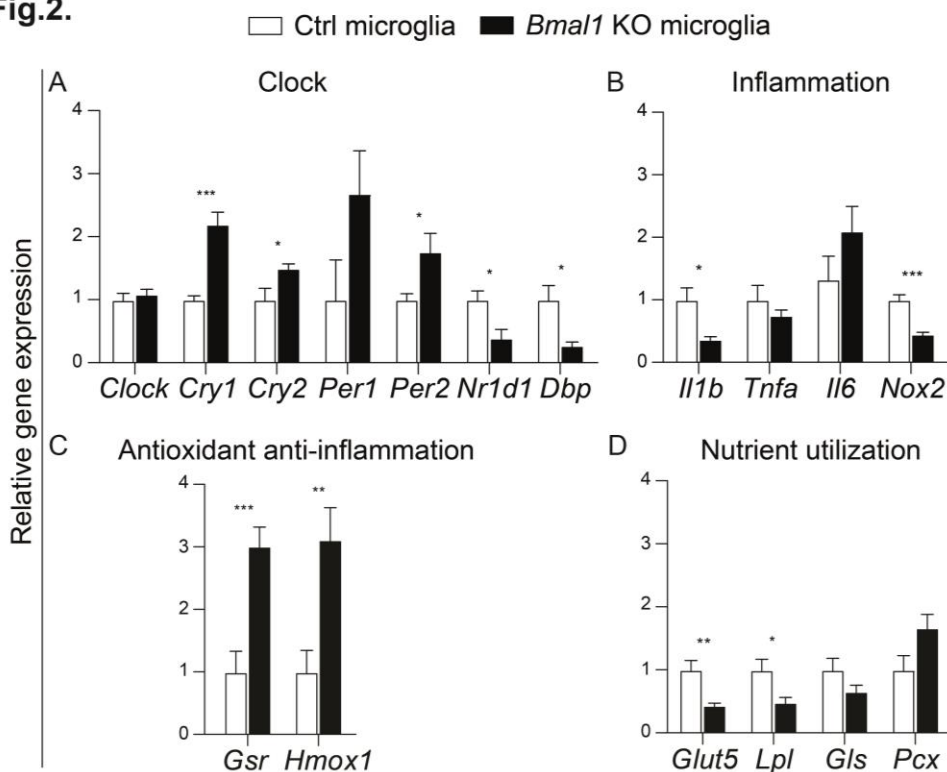 Fig.2.
Ctrl microglia Bmal1 KO microglia
Relative gene expression
A Clock
4
3
2
1
0
*** * * * *
Clock Cry1 Cry2 Per1 Per2 Nr1d1 Dbp
B Inflammation
4
3
2
1
0
* ***
Il1b Tnfa Il6 Nox2
C Antioxidant anti-inflammation
4
3
2
1
0
*** **
Gsr Hmox1
D Nutrient utilization
4
3
2
1
0
** *
Glut5 Lpl Gls Pcx